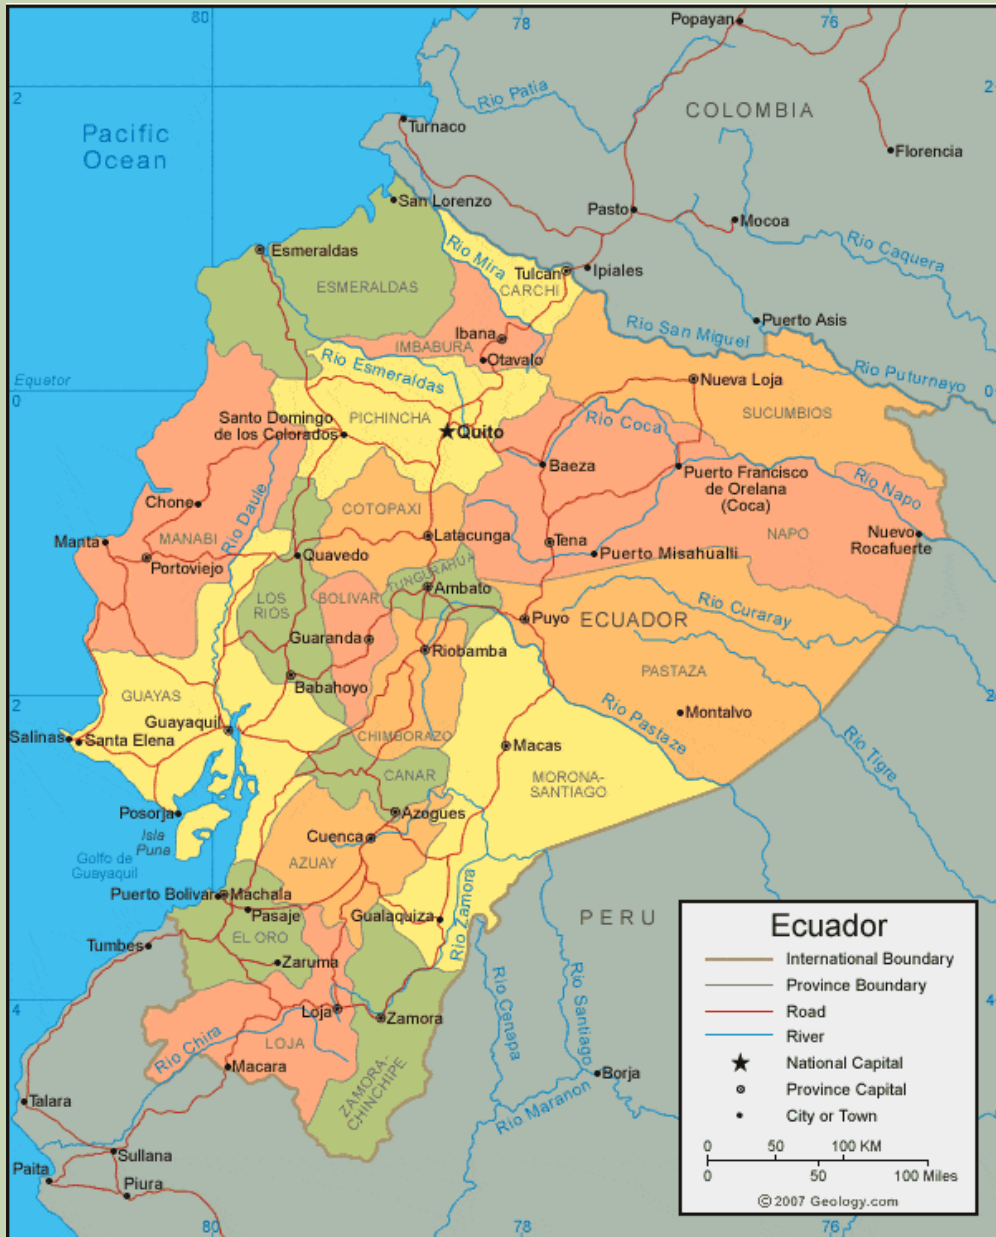 80
78
76
Popayan
2
2
Rio Patia
COLOMBIA
Pacific
Ocean
Turnaco
Florencia
San Lorenzo
Pasto
Mocoa
Esmeraldas
Rio Mira
Rio Caquera
Tulcan
Ipiales
ESMERALDAS
CARCHI
Puerto Asis
Ibana
Rio San Miguel
IMBABURA
Otavalo
Rio Esmeraldas
Rio Puturnayo
Equator
0
0
Nueva Loja
SUCUMBIOS
Santo Domingo
de los Colorados
PICHINCHA
Quito
Rio Coca
Baeza
Puerto Francisco
de Orelana
(Coca)
Rio Napo
Chone
Rio Daule
COTOPAXI
Manta
MANABI
Latacunga
Tena
NAPO
Nuevo
Rocafuerte
Portoviejo
Quavedo
Puerto Misahualli
TUNGURAHUA
LOS
RIOS
BOLIVAR
Ambato
Rio Curaray
Puyo
ECUADOR
Guaranda
Riobamba
PASTAZA
Babahoyo
GUAYAS
2
2
Montalvo
Guayaquil
Rio Pastaze
Salinas
Santa Elena
CHIMBORAZO
Macas
Rio Tigre
CANAR
MORONA-
SANTIAGO
Posorja
Azogues
Isla
Puna
Cuenca
Golfo de
Guayaquil
AZUAY
Puerto Bolivar
Machala
Pasaje
Gualaquiza
Rio Zamora
PERU
Tumbes
EL ORO
Zaruma
Rio Cenapa
Rio Santiago
4
4
Loja
Zamora
Rio Chira
LOJA
Macara
ZAMORA-
CHINCHIPE
Borja
Rio Maranon
Talara
Sullana
Paita
Piura
80
78
76
Ecuador
International Boundary
Province Boundary
Road
River
National Capital
Province Capital
City or Town
0 50 100 KM
0 50 100 Miles
© 2007 Geology.com